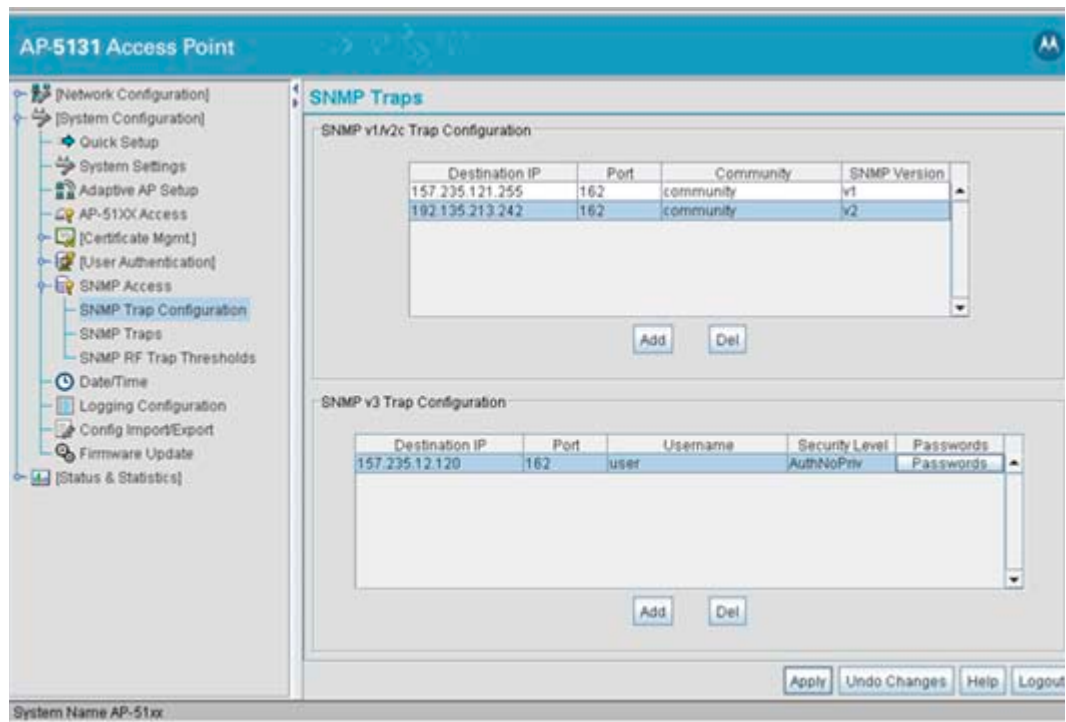 AP-5131 Access Point
[Network Configuration]
[System Configuration]
Quick Setup
System Settings
Adaptive AP Setup
AP-51XX Access
[Certificate Mgmt.]
[User Authentication]
SNMP Access
SNMP Trap Configuration
SNMP Traps
SNMP RF Trap Thresholds
Date/Time
Logging Configuration
Config Import/Export
Firmware Update
[Status & Statistics]
SNMP Traps
SNMP v1/v2c Trap Configuration
Destination IP Port Community SNMP Version
157.235.121.255 162 community v1
192.135.213.242 162 community v2
Add Del
SNMP v3 Trap Configuration
Destination IP Port Username Security Level Passwords
157.235.12.120 162 user AuthNoPriv Passwords
Add Del
Apply Undo Changes Help Logout
System Name AP-51xx